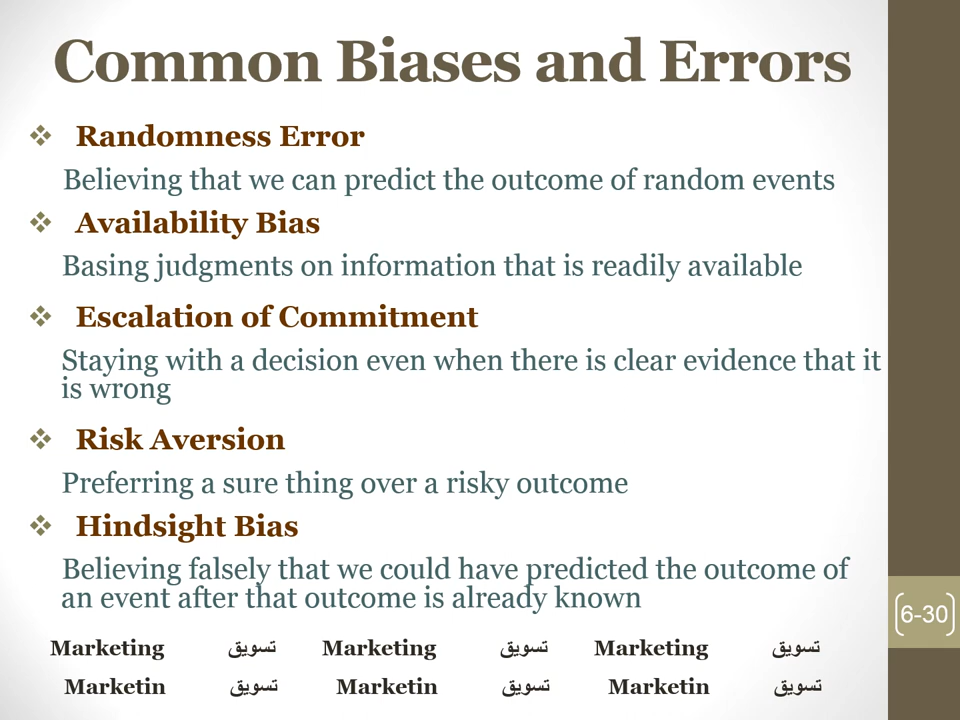 Common Biases and Errors
❖ Randomness Error
Believing that we can predict the outcome of random events
❖ Availability Bias
Basing judgments on information that is readily available
❖ Escalation of Commitment
Staying with a decision even when there is clear evidence that it
is wrong
❖ Risk Aversion
Preferring a sure thing over a risky outcome
❖ Hindsight Bias
Believing falsely that we could have predicted the outcome of
an event after that outcome is already known
6-30
Marketing تسويق Marketing تسويق Marketing تسويق
Marketin تسويق Marketin تسويق Marketin تسويق